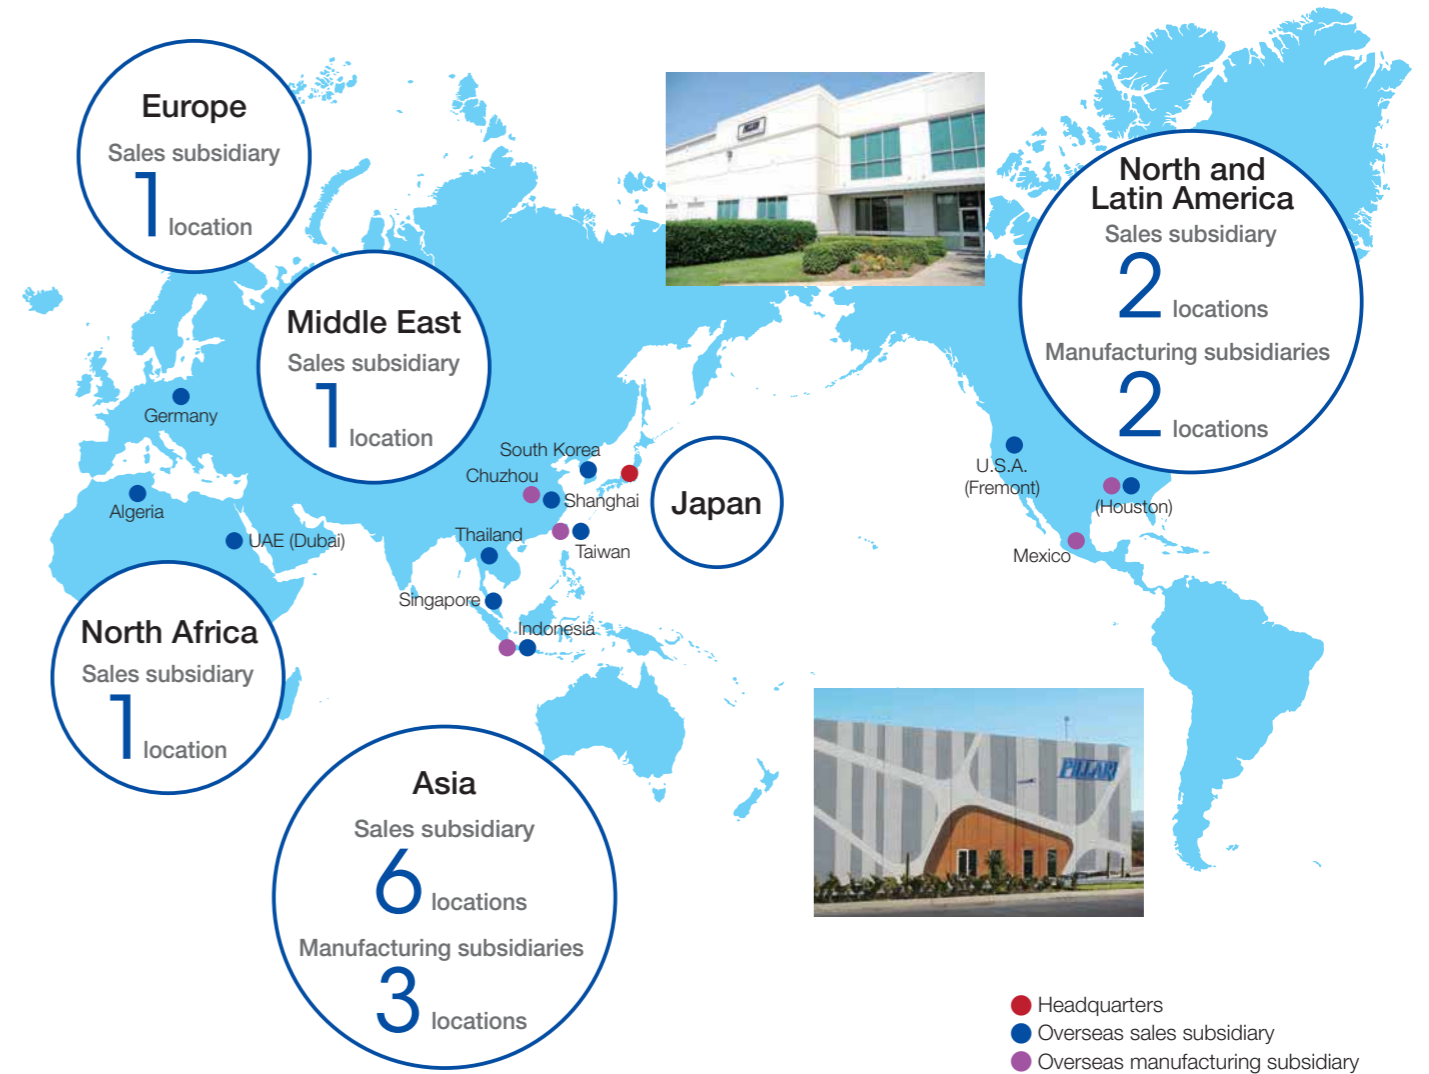 Europe
Sales subsidiary
1 location
Middle East
Sales subsidiary
1 location
North and
Latin America
Sales subsidiary
2 locations
Manufacturing subsidiaries
2 locations
Germany
Algeria
UAE (Dubai)
South Korea
Chuzhou
Shanghai
Thailand
Taiwan
Singapore
Indonesia
Japan
U.S.A.
(Fremont)
(Houston)
Mexico
North Africa
Sales subsidiary
1 location
Asia
Sales subsidiary
6 locations
Manufacturing subsidiaries
3 locations
PILLAR
Headquarters
Overseas sales subsidiary
Overseas manufacturing subsidiary